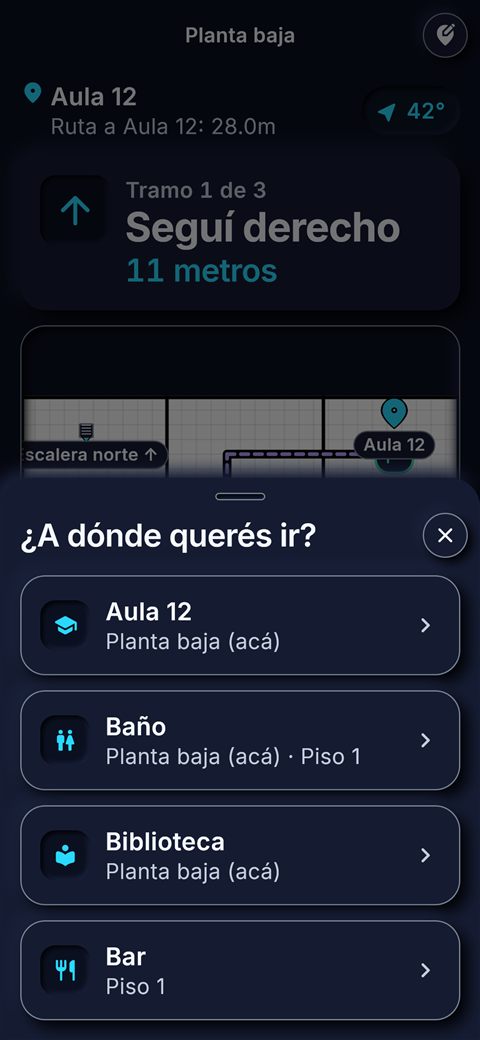 Planta baja
Aula 12
Ruta a Aula 12: 28.0m
42°
Tramo 1 de 3
Seguí derecho
11 metros
scalera norte ↑
Aula 12
¿A dónde querés ir?
Aula 12
Planta baja (acá)
Baño
Planta baja (acá) · Piso 1
Biblioteca
Planta baja (acá)
Bar
Piso 1